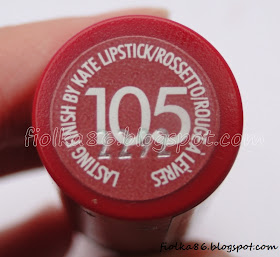 LASTING FINISH BY KATE LIPSTICK/ROSSETTO/ROUGE À LÈVRES
105
fiolka86.blogspot.com
fiolka86.blogspot.com